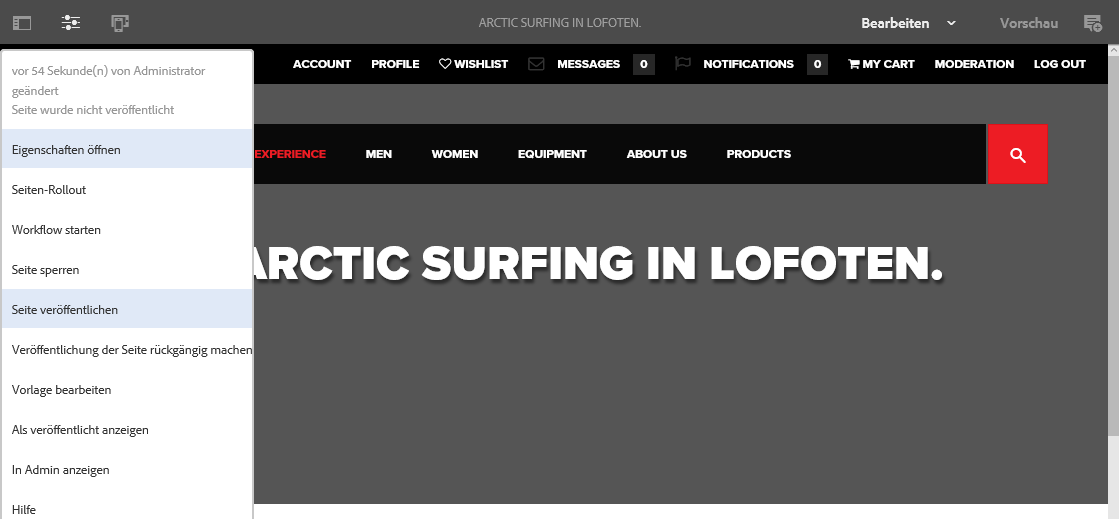 ARCTIC SURFING IN LOFOTEN.
Bearbeiten
Vorschau
vor 54 Sekunde(n) von Administrator
geändert
Seite wurde nicht veröffentlicht
Eigenschaften öffnen
Seiten-Rollout
Workflow starten
Seite sperren
Seite veröffentlichen
Veröffentlichung der Seite rückgängig machen
Vorlage bearbeiten
Als veröffentlicht anzeigen
In Admin anzeigen
Hilfe
ACCOUNT PROFILE WISHLIST MESSAGES 0 NOTIFICATIONS 0 MY CART MODERATION LOG OUT
EXPERIENCE MEN WOMEN EQUIPMENT ABOUT US PRODUCTS
ARCTIC SURFING IN LOFOTEN.